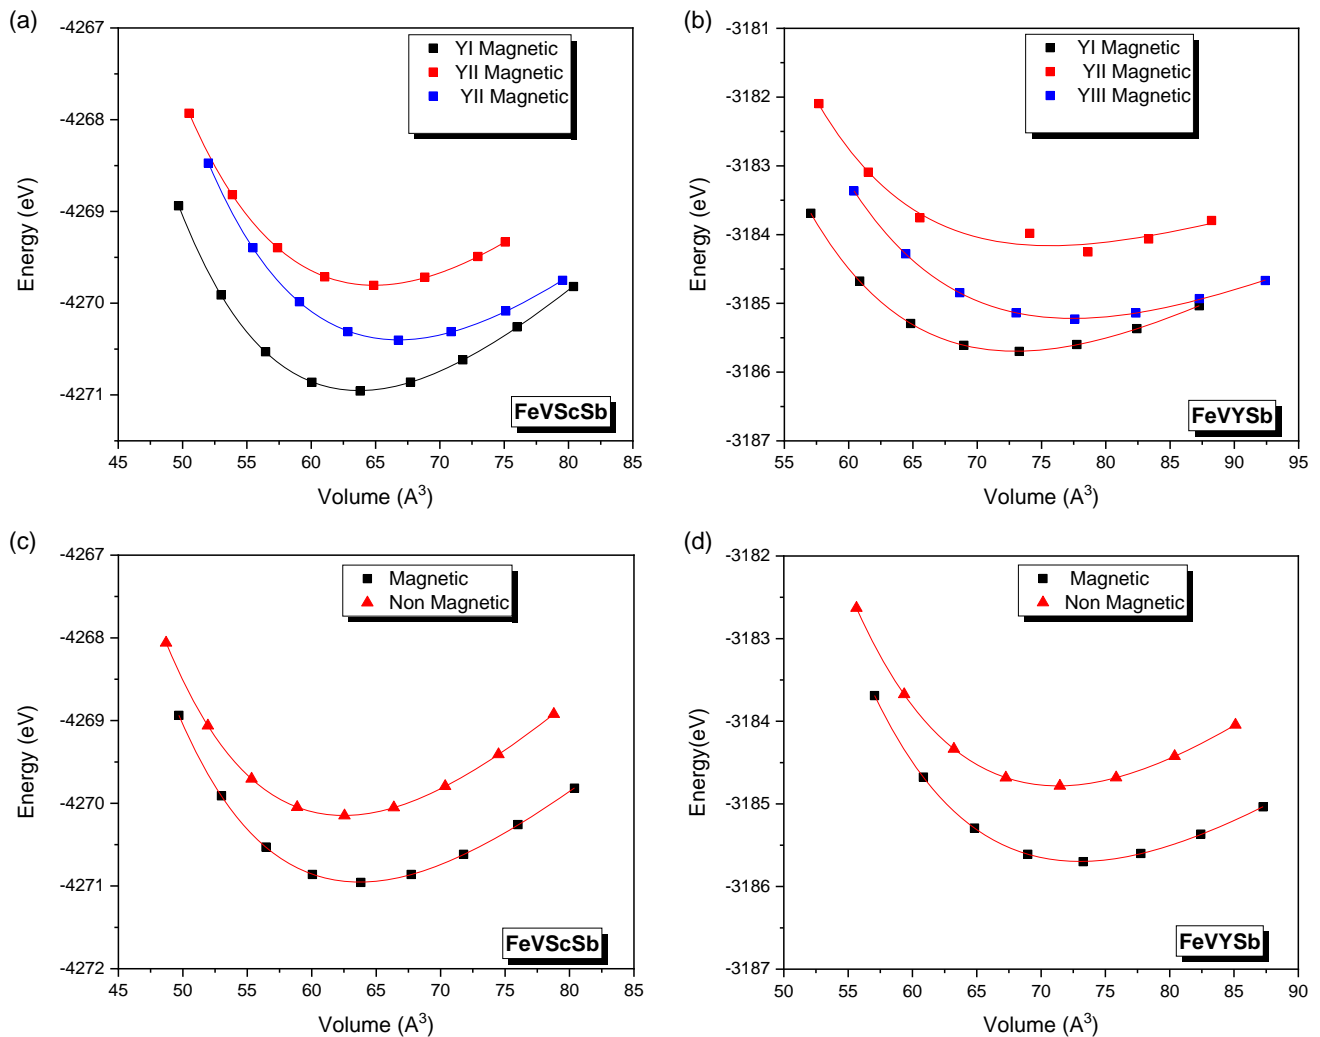 (a)
-4267
-4268
-4269
-4270
-4271
45 50 55 60 65 70 75 80 85
Energy (eV)
Volume (A³)
YI Magnetic
YII Magnetic
YII Magnetic
FeVScSb
(b)
-3181
-3182
-3183
-3184
-3185
-3186
-3187
55 60 65 70 75 80 85 90 95
Energy (eV)
Volume (A³)
YI Magnetic
YII Magnetic
YIII Magnetic
FeVYSb
(c)
-4267
-4268
-4269
-4270
-4271
-4272
45 50 55 60 65 70 75 80 85
Energy (eV)
Volume (A³)
Magnetic
Non Magnetic
FeVScSb
(d)
-3182
-3183
-3184
-3185
-3186
-3187
50 55 60 65 70 75 80 85 90
Energy(eV)
Volume (A³)
Magnetic
Non Magnetic
FeVYSb